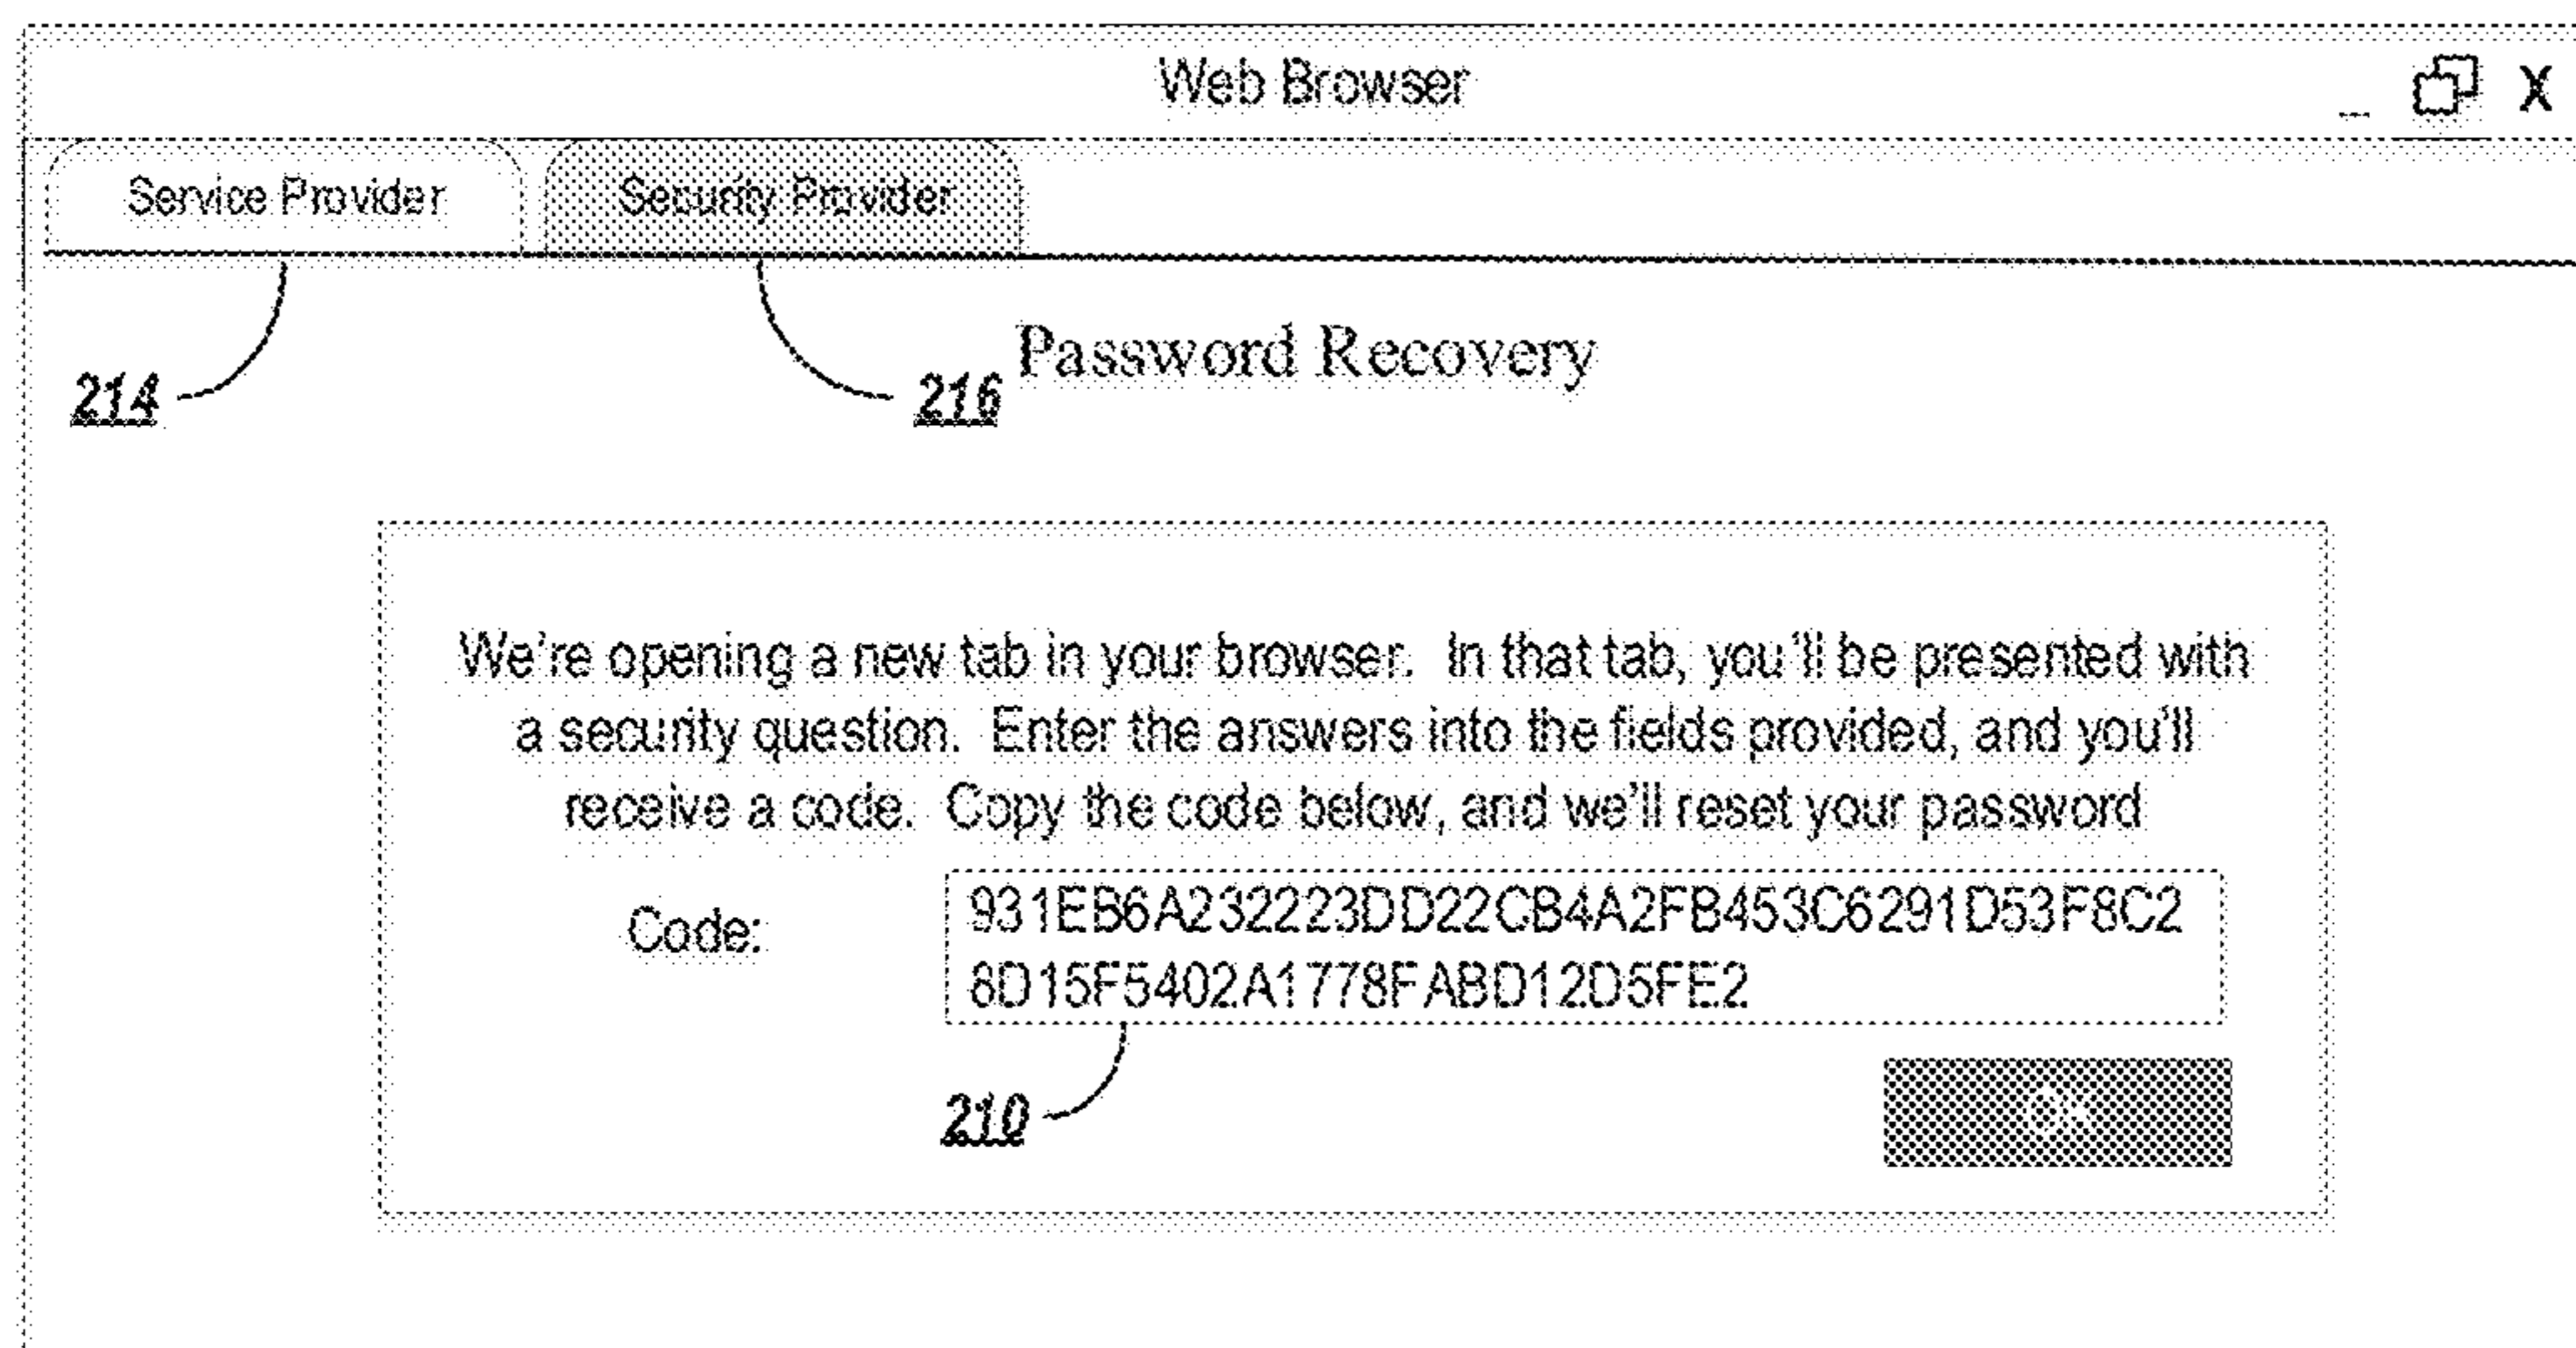 Web Browser
_ X
Service Provider
Security Provider
214
216
Password Recovery
We're opening a new tab in your browser. In that tab, you'll be presented with
a security question. Enter the answers into the fields provided, and you'll
receive a code. Copy the code below, and we'll reset your password
Code:
931EB6A232223DD22CB4A2FB453C6291D53F8C2
8D15F5402A1778FABD12D5FE2
210
OK